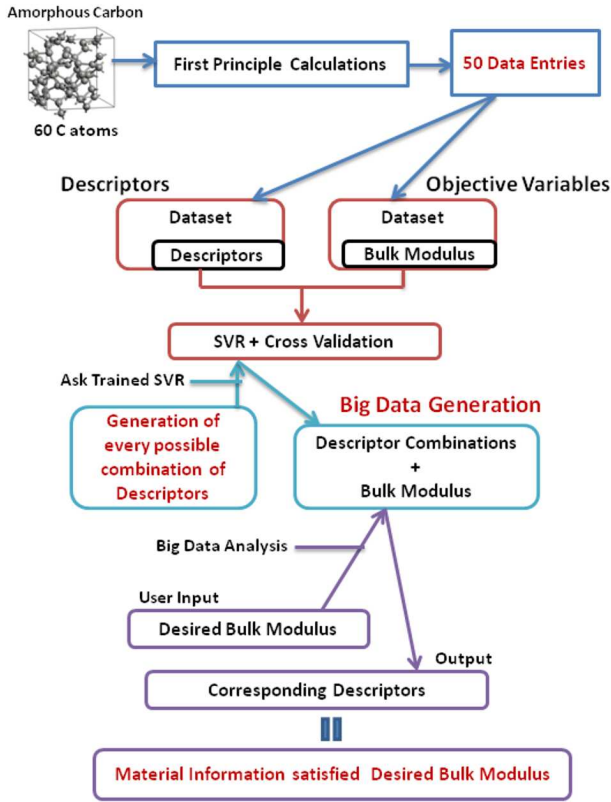 Amorphous Carbon
First Principle Calculations
50 Data Entries
60 C atoms
Descriptors
Objective Variables
Dataset
Descriptors
Dataset
Bulk Modulus
SVR + Cross Validation
Ask Trained SVR
Generation of
every possible
combination of
Descriptors
Big Data Generation
Descriptor Combinations
+
Bulk Modulus
Big Data Analysis
User Input
Desired Bulk Modulus
Output
Corresponding Descriptors
Material Information satisfied Desired Bulk Modulus